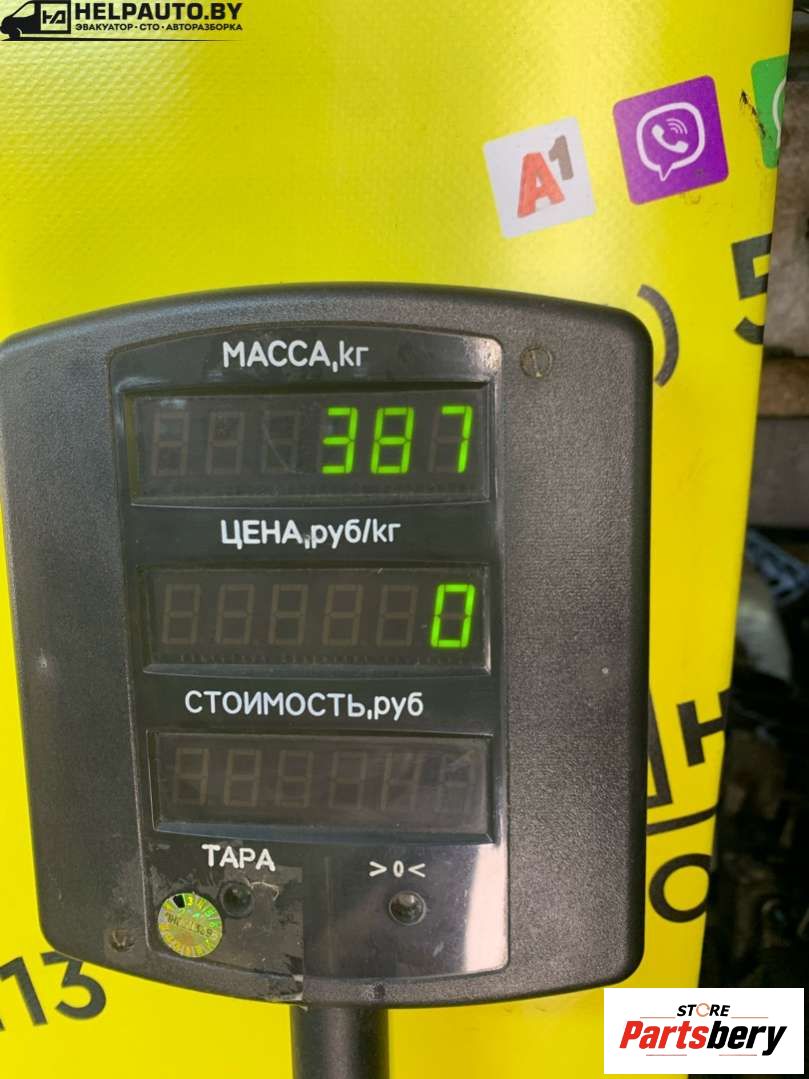 HELPAUTO.BY
ЭВАКУАТОР · СТО · АВТОРАЗБОРКА
A1
) 5
МАССА,кг
387
ЦЕНА,руб/кг
0
СТОИМОСТЬ,руб
Н
ТАРА >0<
О
113
STORE
Partsbery